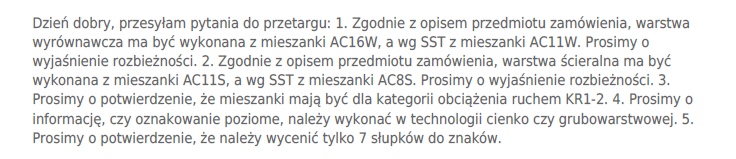 Dzień dobry, przesyłam pytania do przetargu: 1. Zgodnie z opisem przedmiotu zamówienia, warstwa
wyrównawcza ma być wykonana z mieszanki AC16W, a wg SST z mieszanki AC11W. Prosimy o
wyjaśnienie rozbieżności. 2. Zgodnie z opisem przedmiotu zamówienia, warstwa ścieralna ma być
wykonana z mieszanki AC11S, a wg SST z mieszanki AC8S. Prosimy o wyjaśnienie rozbieżności. 3.
Prosimy o potwierdzenie, że mieszanki mają być dla kategorii obciążenia ruchem KR1-2. 4. Prosimy o
informację, czy oznakowanie poziome, należy wykonać w technologii cienko czy grubowarstwowej. 5.
Prosimy o potwierdzenie, że należy wycenić tylko 7 słupków do znaków.